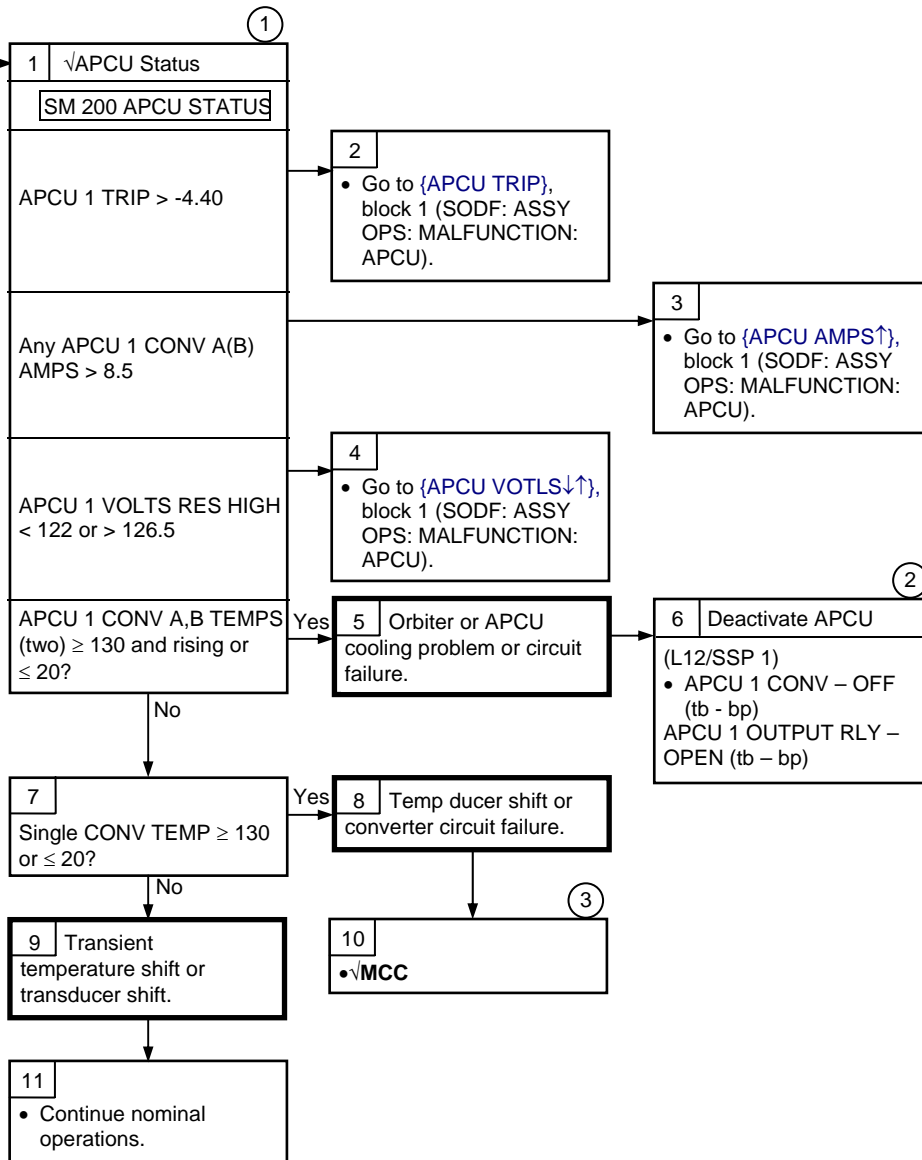 1
1 √APCU Status
SM 200 APCU STATUS
APCU 1 TRIP > -4.40
2
• Go to {APCU TRIP},
block 1 (SODF: ASSY
OPS: MALFUNCTION:
APCU).
Any APCU 1 CONV A(B)
AMPS > 8.5
3
• Go to {APCU AMPS↑},
block 1 (SODF: ASSY
OPS: MALFUNCTION:
APCU).
APCU 1 VOLTS RES HIGH
< 122 or > 126.5
4
• Go to {APCU VOTLS↓↑},
block 1 (SODF: ASSY
OPS: MALFUNCTION:
APCU).
APCU 1 CONV A,B TEMPS
(two) ≥ 130 and rising or
≤ 20?
Yes
5 Orbiter or APCU
cooling problem or circuit
failure.
2
6 Deactivate APCU
(L12/SSP 1)
• APCU 1 CONV – OFF
(tb - bp)
APCU 1 OUTPUT RLY –
OPEN (tb – bp)
No
7
Single CONV TEMP ≥ 130
or ≤ 20?
Yes
8 Temp ducer shift or
converter circuit failure.
No
9 Transient
temperature shift or
transducer shift.
3
10
•√MCC
11
• Continue nominal
operations.